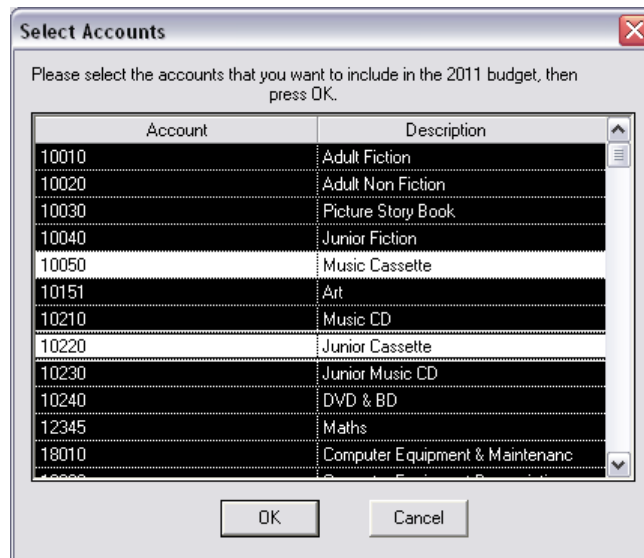 Select Accounts
Please select the accounts that you want to include in the 2011 budget, then
press OK.
Account Description
10010 Adult Fiction
10020 Adult Non Fiction
10030 Picture Story Book
10040 Junior Fiction
10050 Music Cassette
10151 Art
10210 Music CD
10220 Junior Cassette
10230 Junior Music CD
10240 DVD & BD
12345 Maths
18010 Computer Equipment & Maintenanc
OK Cancel